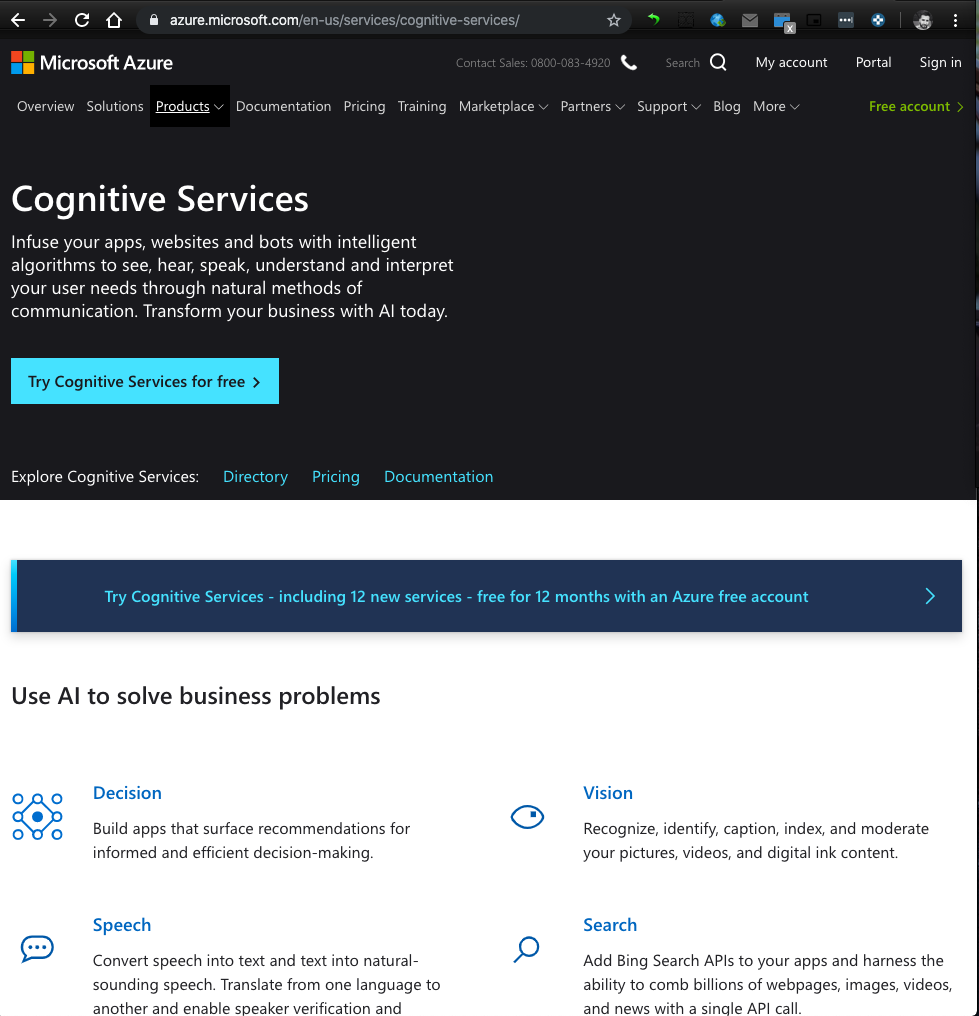 azure.microsoft.com/en-us/services/cognitive-services/
x
Microsoft Azure
Contact Sales: 0800-083-4920
Search
My account
Portal
Sign in
Overview
Solutions
Products
Documentation
Pricing
Training
Marketplace
Partners
Support
Blog
More
Free account
Cognitive Services
Infuse your apps, websites and bots with intelligent
algorithms to see, hear, speak, understand and interpret
your user needs through natural methods of
communication. Transform your business with AI today.
Try Cognitive Services for free
Explore Cognitive Services:
Directory
Pricing
Documentation
Try Cognitive Services - including 12 new services - free for 12 months with an Azure free account
Use AI to solve business problems
Decision
Build apps that surface recommendations for
informed and efficient decision-making.
Vision
Recognize, identify, caption, index, and moderate
your pictures, videos, and digital ink content.
Speech
Convert speech into text and text into natural-
sounding speech. Translate from one language to
another and enable speaker verification and
Search
Add Bing Search APIs to your apps and harness the
ability to comb billions of webpages, images, videos,
and news with a single API call.